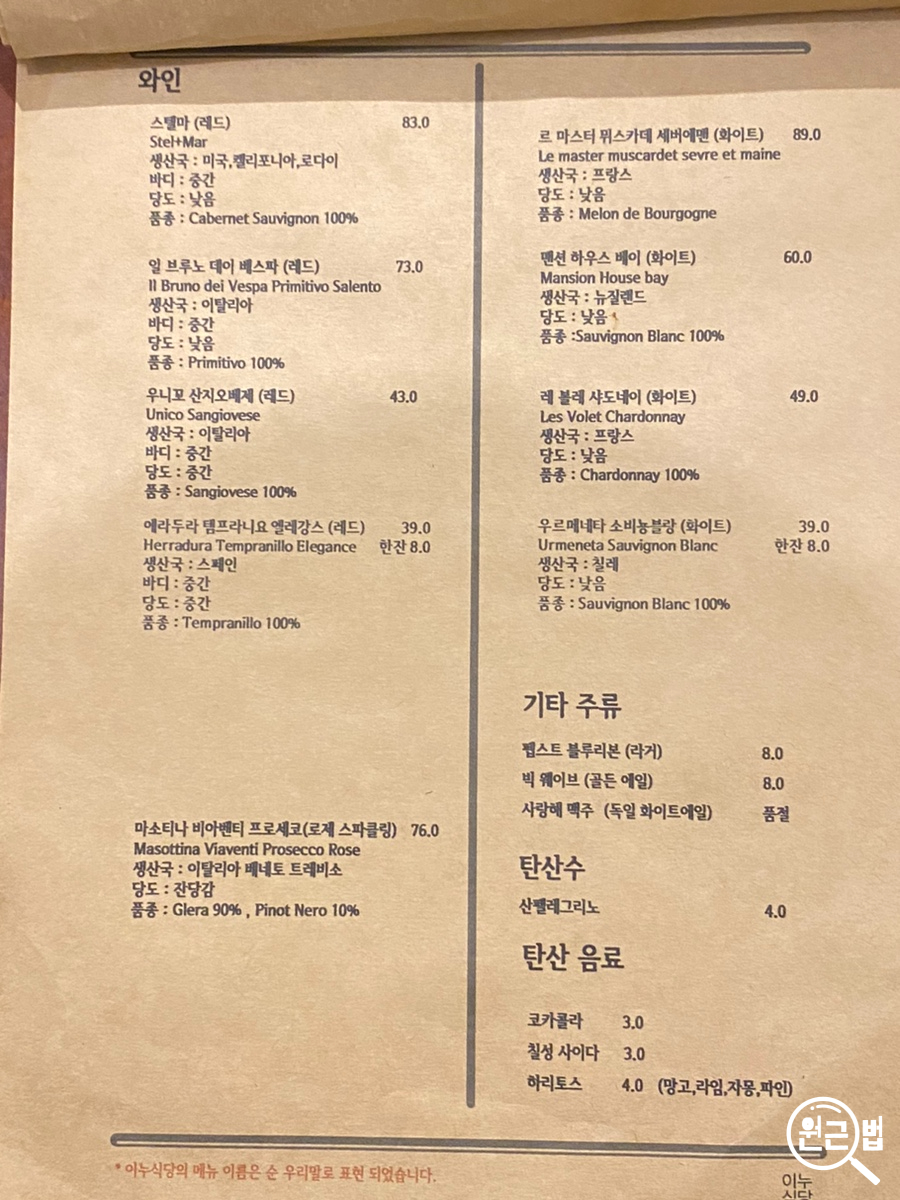 와인
스텔마 (레드) 83.0
Stel+Mar
생산국 : 미국,켈리포니아,로다이
바디 : 중간
당도 : 낮음
품종 : Cabernet Sauvignon 100%
일 브루노 데이 베스파 (레드) 73.0
Il Bruno dei Vespa Primitivo Salento
생산국 : 이탈리아
바디 : 중간
당도 : 낮음
품종 : Primitivo 100%
우니꼬 산지오베제 (레드) 43.0
Unico Sangiovese
생산국 : 이탈리아
바디 : 중간
당도 : 중간
품종 : Sangiovese 100%
에라두라 템프라니요 엘레강스 (레드) 39.0
Herradura Tempranillo Elegance 한잔 8.0
생산국 : 스페인
바디 : 중간
당도 : 중간
품종 : Tempranillo 100%
마소티나 비아벤티 프로세코(로제 스파클링) 76.0
Masottina Viaventi Prosecco Rose
생산국 : 이탈리아 베네토 트레비소
당도 : 잔당감
품종 : Glera 90% , Pinot Nero 10%
르 마스터 뮈스카데 세버에맨 (화이트) 89.0
Le master muscardet sevre et maine
생산국 : 프랑스
당도 : 낮음
품종 : Melon de Bourgogne
맨션 하우스 베이 (화이트) 60.0
Mansion House bay
생산국 : 뉴질랜드
당도 : 낮음
품종 :Sauvignon Blanc 100%
레 볼레 샤도네이 (화이트) 49.0
Les Volet Chardonnay
생산국 : 프랑스
당도 : 낮음
품종 : Chardonnay 100%
우르메네타 소비뇽블랑 (화이트) 39.0
Urmeneta Sauvignon Blanc 한잔 8.0
생산국 : 칠레
당도 : 낮음
품종 : Sauvignon Blanc 100%
기타 주류
펩스트 블루리본 (라거) 8.0
빅 웨이브 (골든 에일) 8.0
사랑해 맥주 (독일 화이트에일) 품절
탄산수
산펠레그리노 4.0
탄산 음료
코카콜라 3.0
칠성 사이다 3.0
하리토스 4.0 (망고,라임,자몽,파인)
* 이누식당의 메뉴 이름은 순 우리말로 표현 되었습니다.
원근법
이누
식당